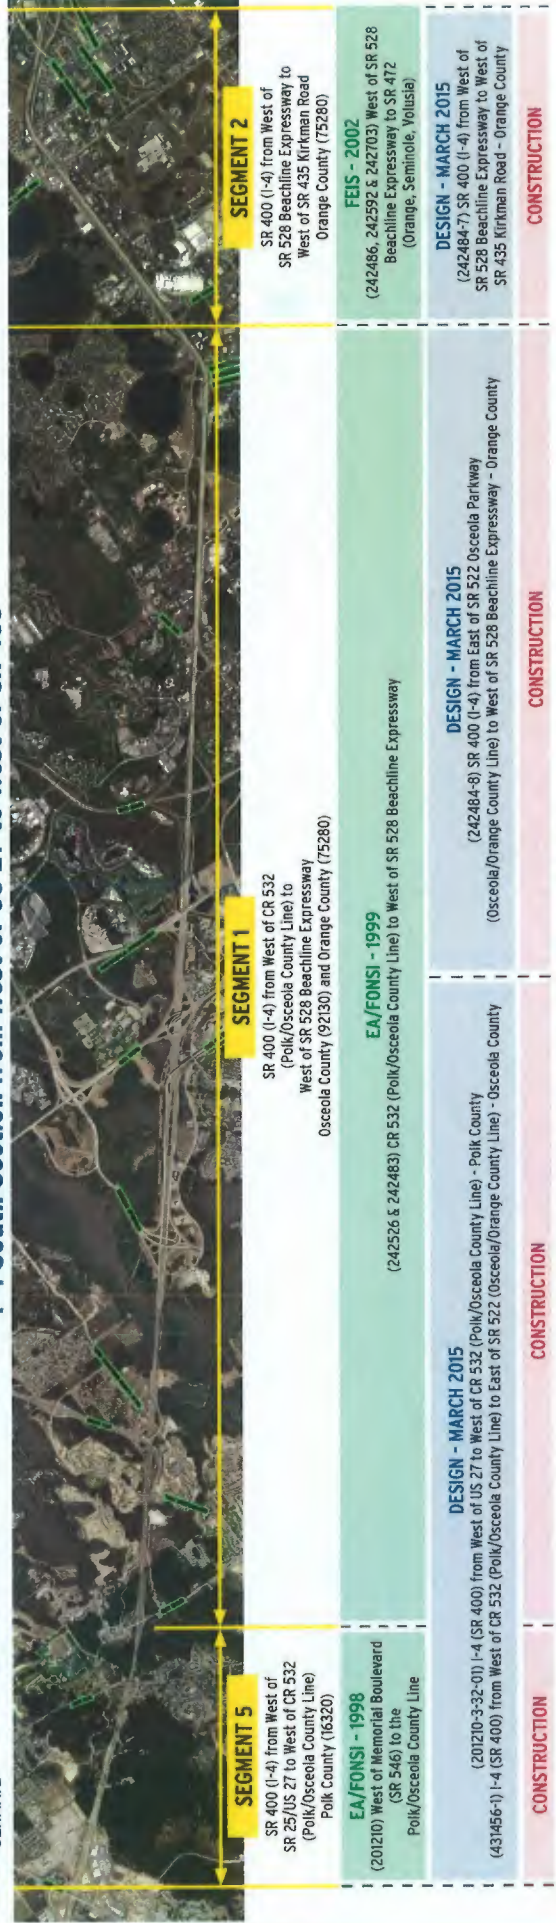 SEGMENT 5
SR 400 (I-4) from West of
SR 25/US 27 to West of CR 532
(Polk/Osceola County Line)
Polk County (16320)
SEGMENT 1
SR 400 (I-4) from West of CR 532
(Polk/Osceola County Line) to
West of SR 528 Beachline Expressway
Osceola County (92130) and Orange County (75280)
SEGMENT 2
SR 400 (I-4) from West of
SR 528 Beachline Expressway to
West of SR 435 Kirkman Road
Orange County (75280)
EA/FONSI - 1998
(201210) West of Memorial Boulevard
(SR 546) to the
Polk/Osceola County Line
EA/FONSI - 1999
(242526 & 242483) CR 532 (Polk/Osceola County Line) to West of SR 528 Beachline Expressway
FEIS - 2002
(242486, 242592 & 242703) West of SR 528
Beachline Expressway to SR 472
(Orange, Seminole, Volusia)
DESIGN - MARCH 2015
(201210-3-32-01) I-4 (SR 400) from West of US 27 to West of CR 532 (Polk/Osceola County Line) - Polk County
(431456-1) I-4 (SR 400) from West of CR 532 (Polk/Osceola County Line) to East of SR 522 (Osceola/Orange County Line) - Osceola County
DESIGN - MARCH 2015
(242484-8) SR 400 (I-4) from East of SR 522 Osceola Parkway
(Osceola/Orange County Line) to West of SR 528 Beachline Expressway - Orange County
DESIGN - MARCH 2015
(242484-7) SR 400 (I-4) from West of
SR 528 Beachline Expressway to West of
SR 435 Kirkman Road - Orange County
CONSTRUCTION
CONSTRUCTION
CONSTRUCTION
CONSTRUCTION